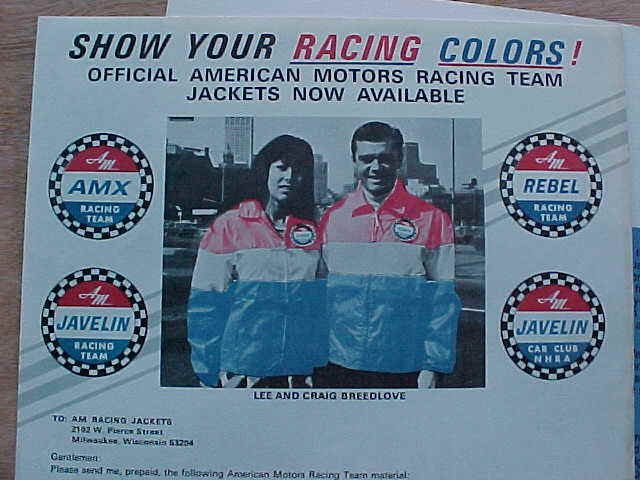 SHOW YOUR RACING COLORS!
OFFICIAL AMERICAN MOTORS RACING TEAM
JACKETS NOW AVAILABLE
AM
AMX
RACING
TEAM
AM
REBEL
RACING
TEAM
AM
JAVELIN
RACING
TEAM
AM
JAVELIN
CAR CLUB
NHRA
LEE AND CRAIG BREEDLOVE
TO: AM RACING JACKETS
2102 W. Pierce Street
Milwaukee, Wisconsin 53204
Gentlemen:
Please send me, prepaid, the following American Motors Racing Team material: